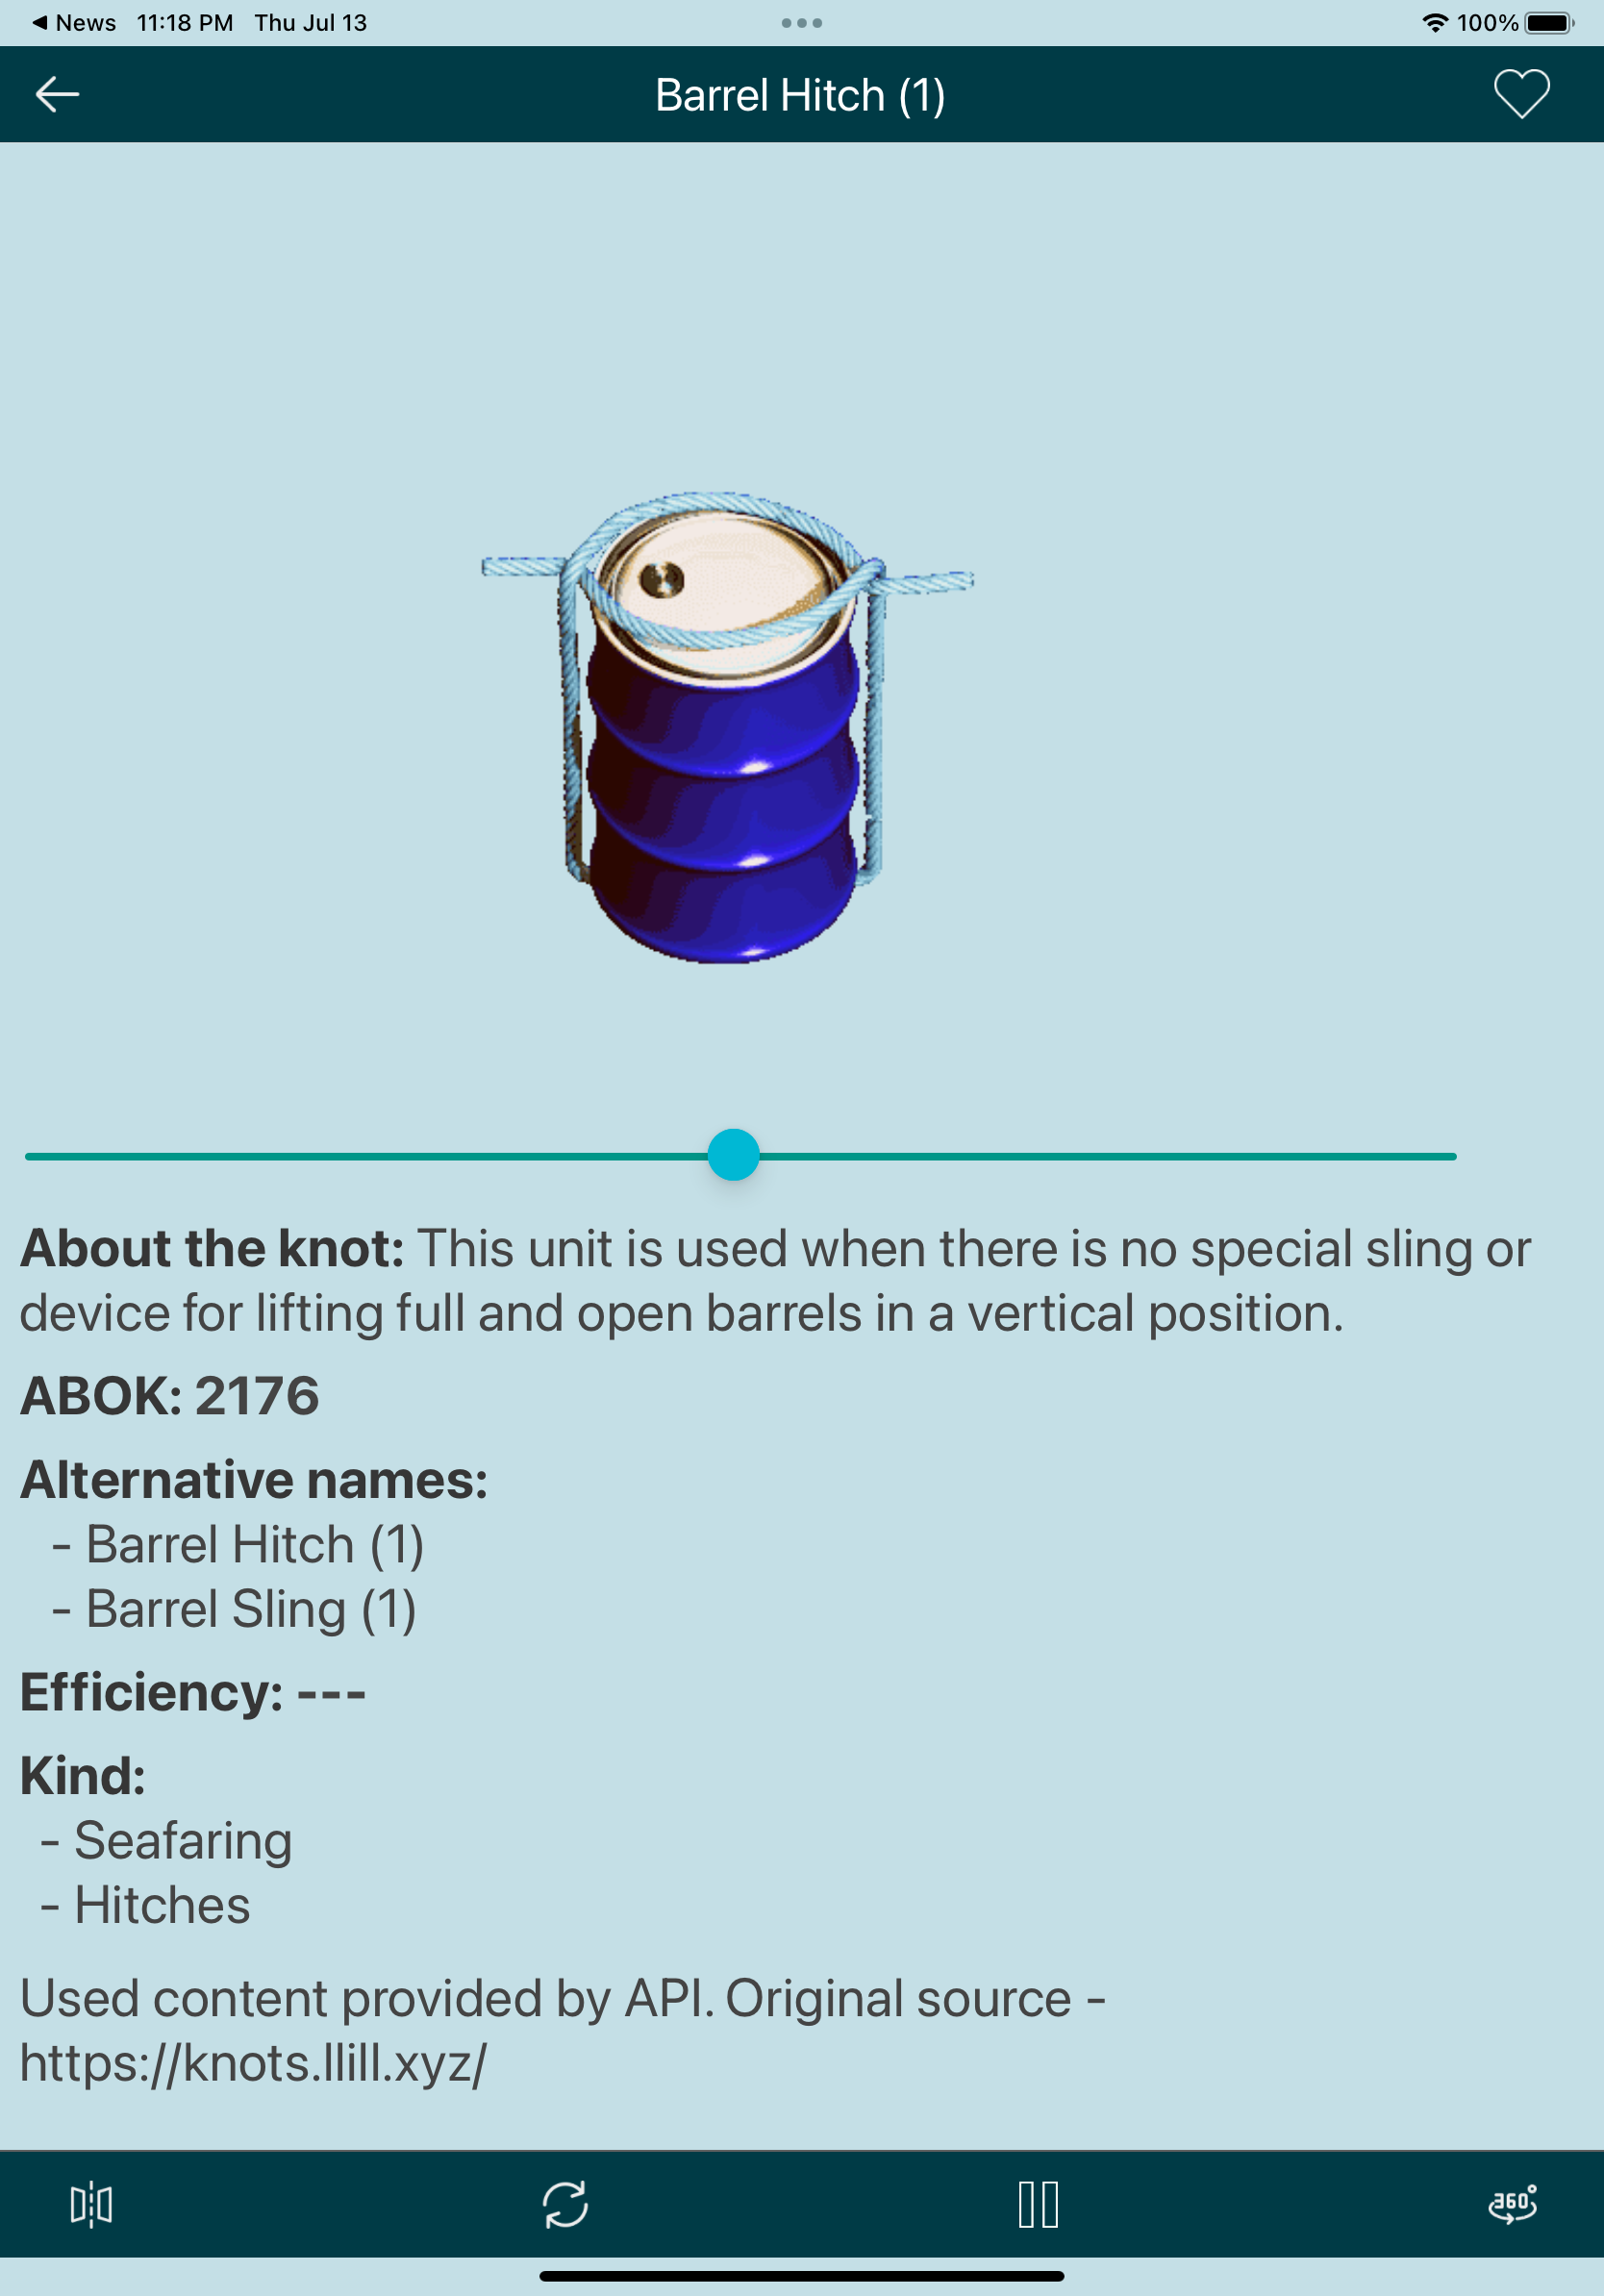 ◀ News 11:18 PM Thu Jul 13 100%
Barrel Hitch (1)
About the knot: This unit is used when there is no special sling or
device for lifting full and open barrels in a vertical position.
ABOK: 2176
Alternative names:
- Barrel Hitch (1)
- Barrel Sling (1)
Efficiency: ---
Kind:
- Seafaring
- Hitches
Used content provided by API. Original source -
https://knots.llill.xyz/
360°